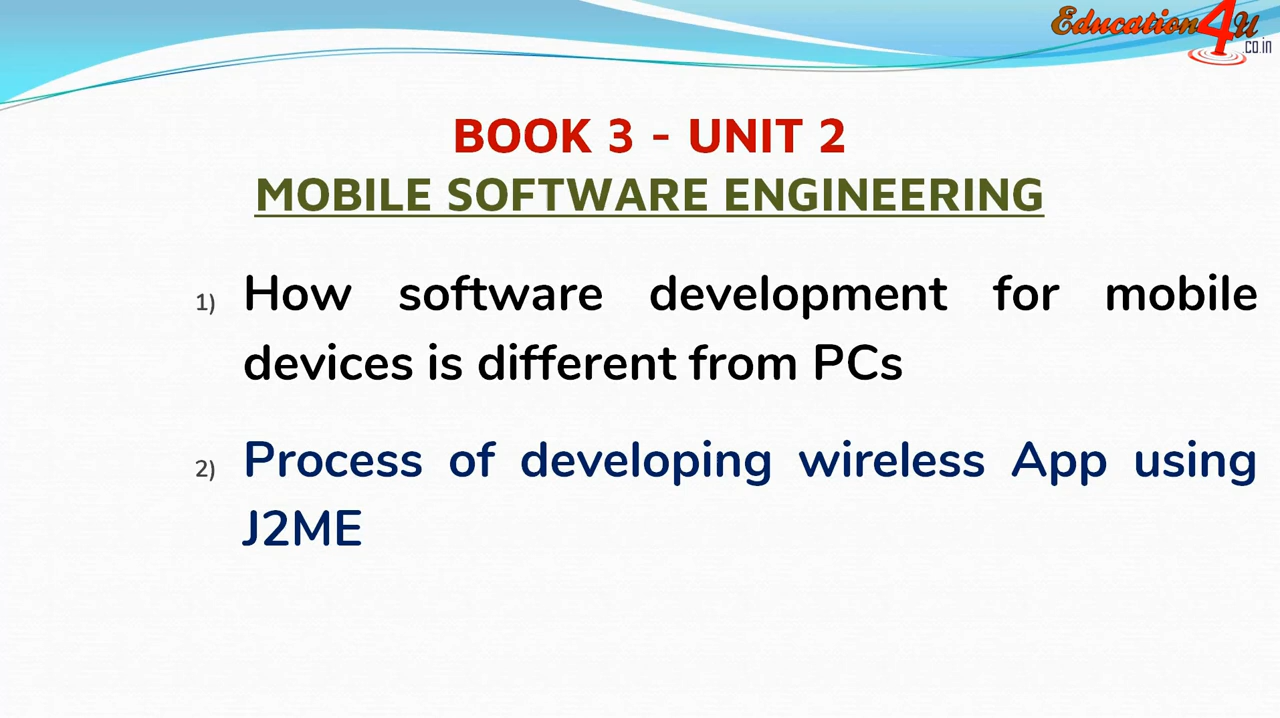 Education4U
.co.in
BOOK 3 - UNIT 2
MOBILE SOFTWARE ENGINEERING
1) How software development for mobile
devices is different from PCs
2) Process of developing wireless App using
J2ME